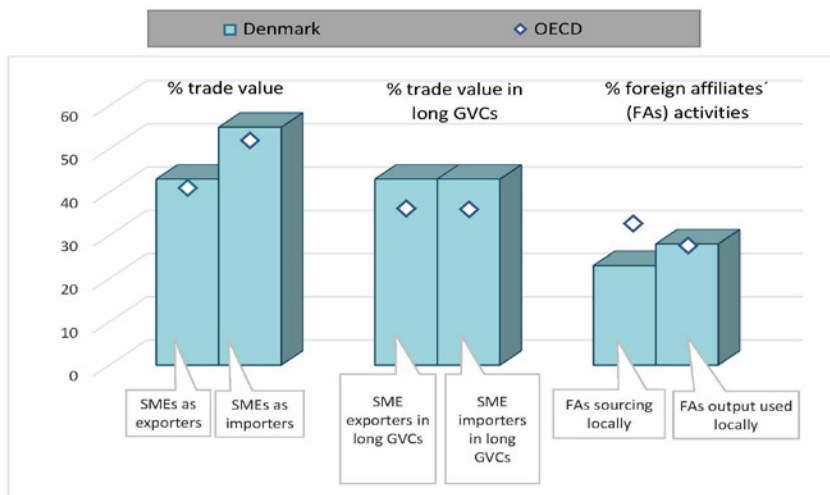 Denmark
OECD
% trade value
% trade value in
long GVCs
% foreign affiliates´
(FAs) activities
60
50
40
30
20
10
0
SMEs as
exporters
SMEs as
importers
SME
exporters in
long GVCs
SME
importers
in long
GVCs
FAs sourcing
locally
FAs output used
locally